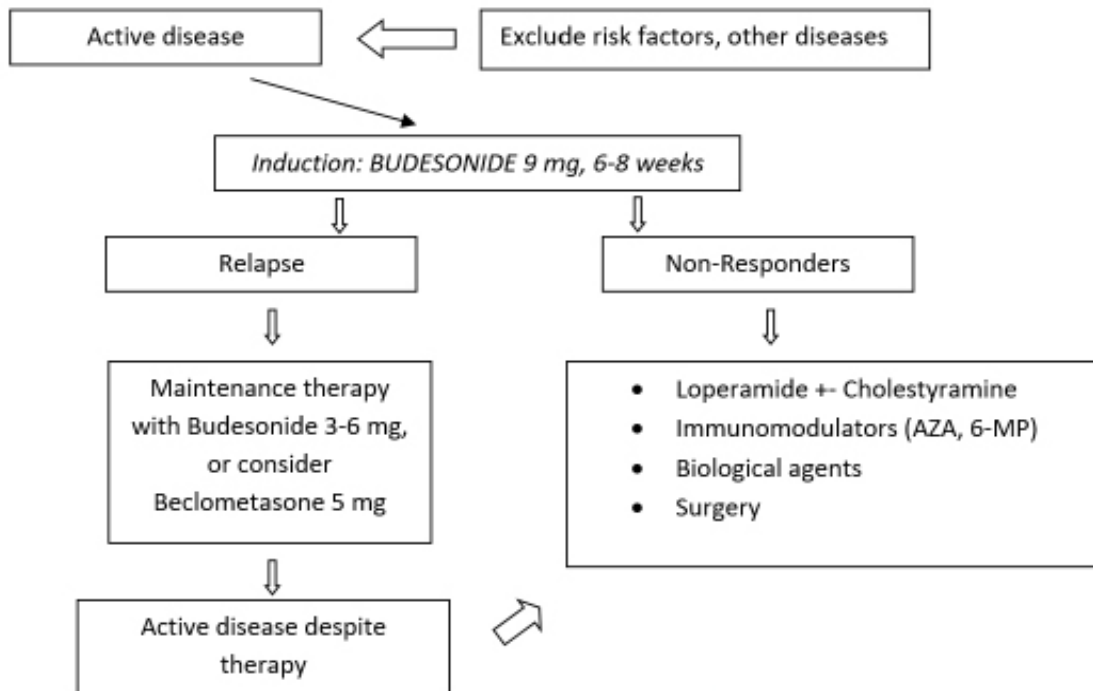 Active disease
Exclude risk factors, other diseases
Induction: BUDESONIDE 9 mg, 6-8 weeks
Relapse
Non-Responders
Maintenance therapy
with Budesonide 3-6 mg,
or consider
Beclometasone 5 mg
• Loperamide +- Cholestyramine
• Immunomodulators (AZA, 6-MP)
• Biological agents
• Surgery
Active disease despite
therapy